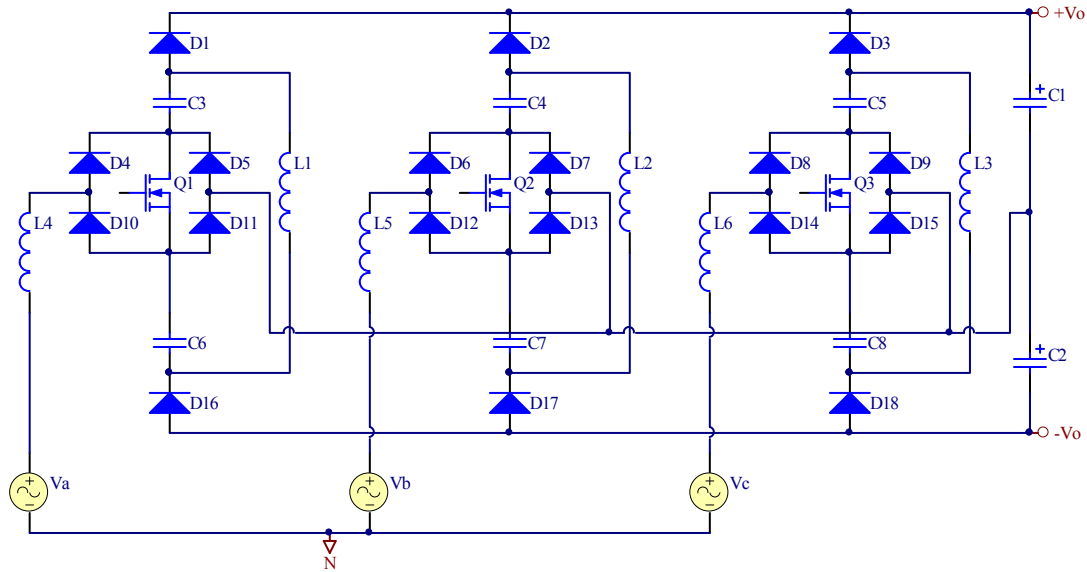 +Vo
D1
D2
D3
C3
C4
C5
+
C1
D4
D5
D6
D7
D8
D9
L1
L2
L3
Q1
Q2
Q3
L4
L5
L6
D10
D11
D12
D13
D14
D15
C6
C7
C8
+
C2
D16
D17
D18
-Vo
Va
Vb
Vc
N